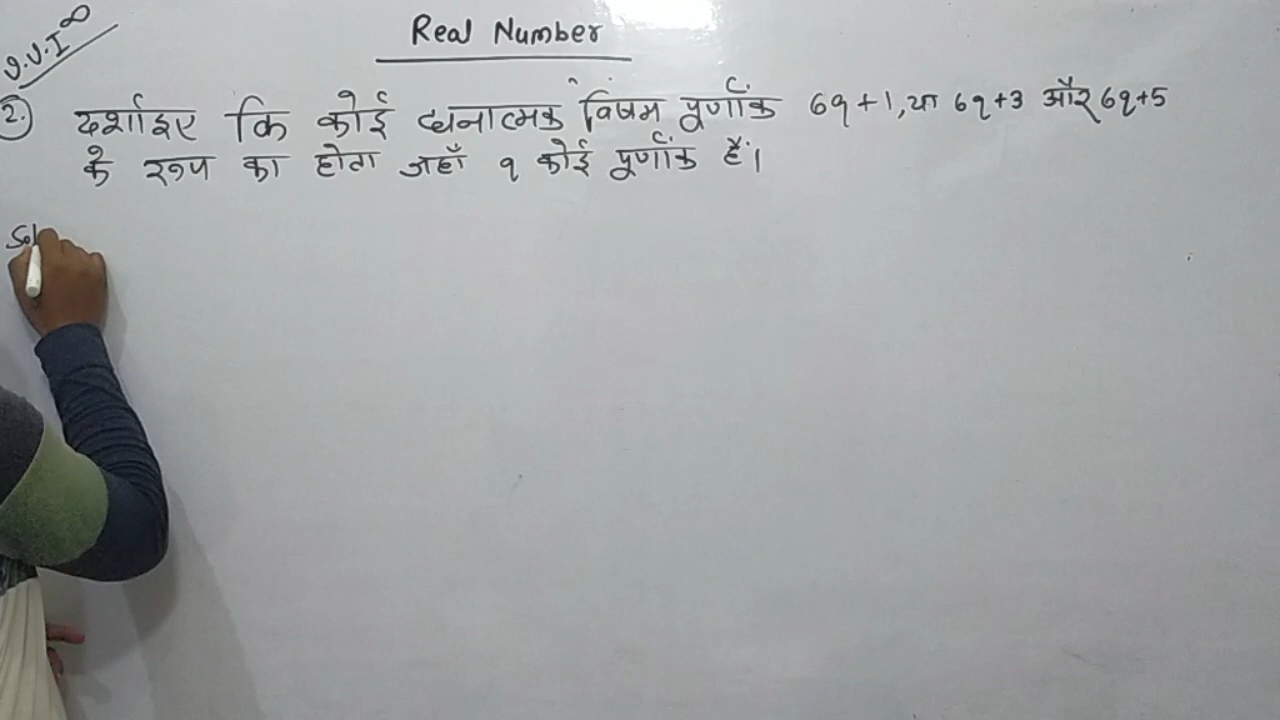 V.V.I
Real Number
2. दर्शाइए कि कोई धनात्मक विषम पूर्णांक 6q+1, या 6q+3 और 6q+5
के रूप का होता जहाँ q कोई पूर्णांक हैं।
Sol